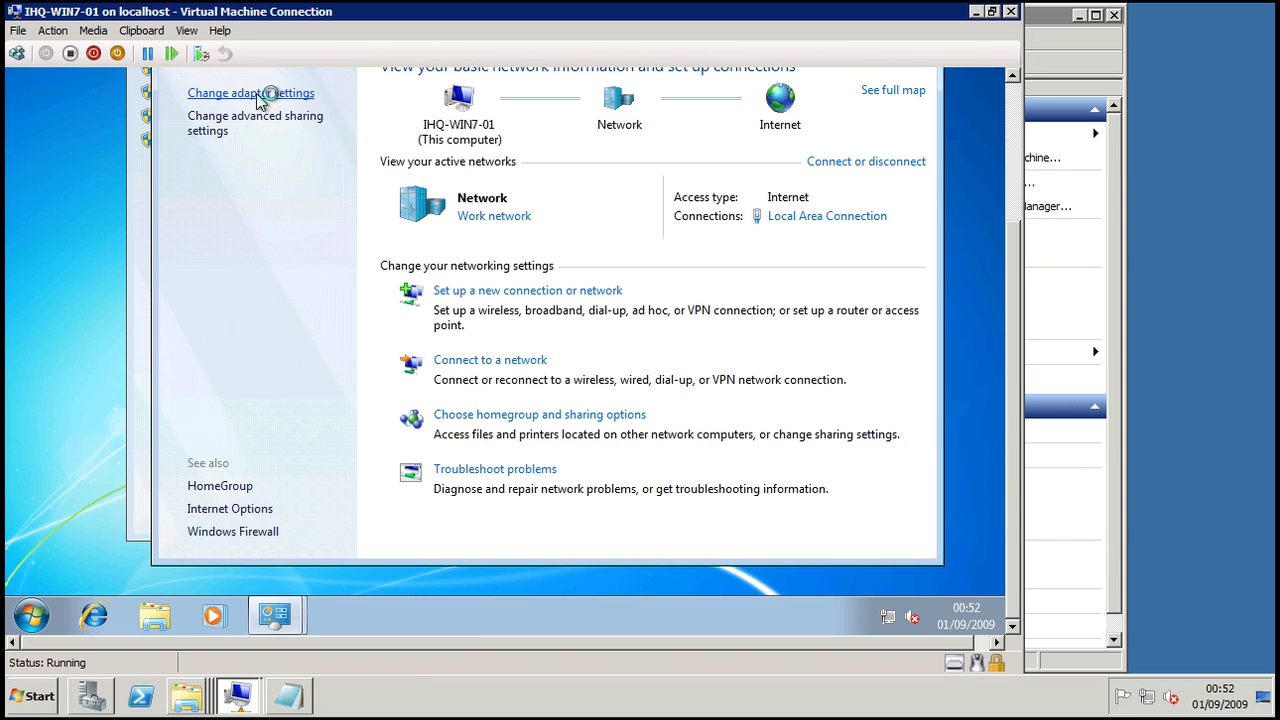 IHQ-WIN7-01 on localhost - Virtual Machine Connection
File Action Media Clipboard View Help
View your basic network information and set up connections
Change adapter settings
See full map
Change advanced sharing
settings
IHQ-WIN7-01
(This computer)
Network
Internet
View your active networks
Connect or disconnect
Network
Work network
Access type: Internet
Connections: Local Area Connection
Change your networking settings
Set up a new connection or network
Set up a wireless, broadband, dial-up, ad hoc, or VPN connection; or set up a router or access
point.
Connect to a network
Connect or reconnect to a wireless, wired, dial-up, or VPN network connection.
Choose homegroup and sharing options
Access files and printers located on other network computers, or change sharing settings.
Troubleshoot problems
Diagnose and repair network problems, or get troubleshooting information.
See also
HomeGroup
Internet Options
Windows Firewall
chine...
...
anager...
00:52
01/09/2009
Status: Running
Start
00:52
01/09/2009